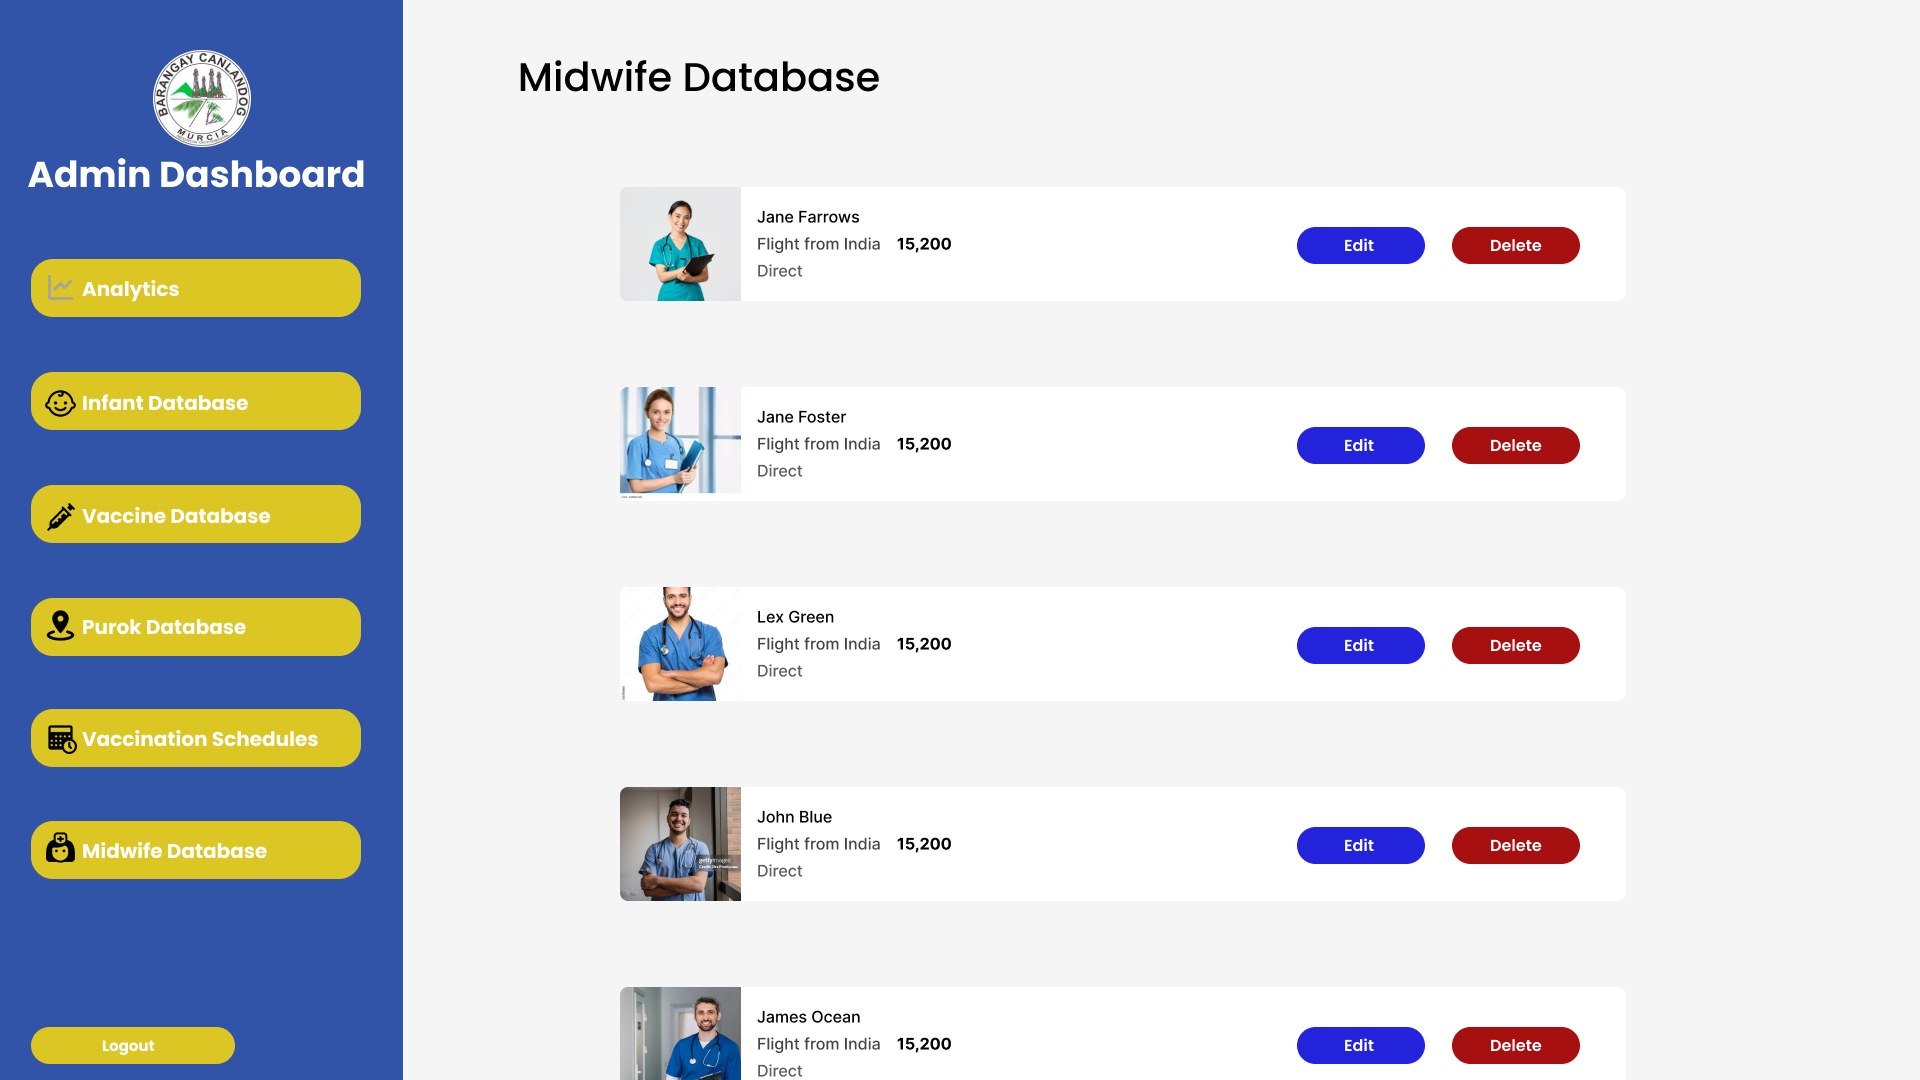 BARANGAY CANLANDOG
MURCIA
Admin Dashboard
Analytics
Infant Database
Vaccine Database
Purok Database
Vaccination Schedules
Midwife Database
Logout
Midwife Database
Jane Farrows
Flight from India 15,200
Direct
Edit
Delete
Jane Foster
Flight from India 15,200
Direct
Edit
Delete
Lex Green
Flight from India 15,200
Direct
Edit
Delete
John Blue
Flight from India 15,200
Direct
Edit
Delete
gettyimages
James Ocean
Flight from India 15,200
Direct
Edit
Delete